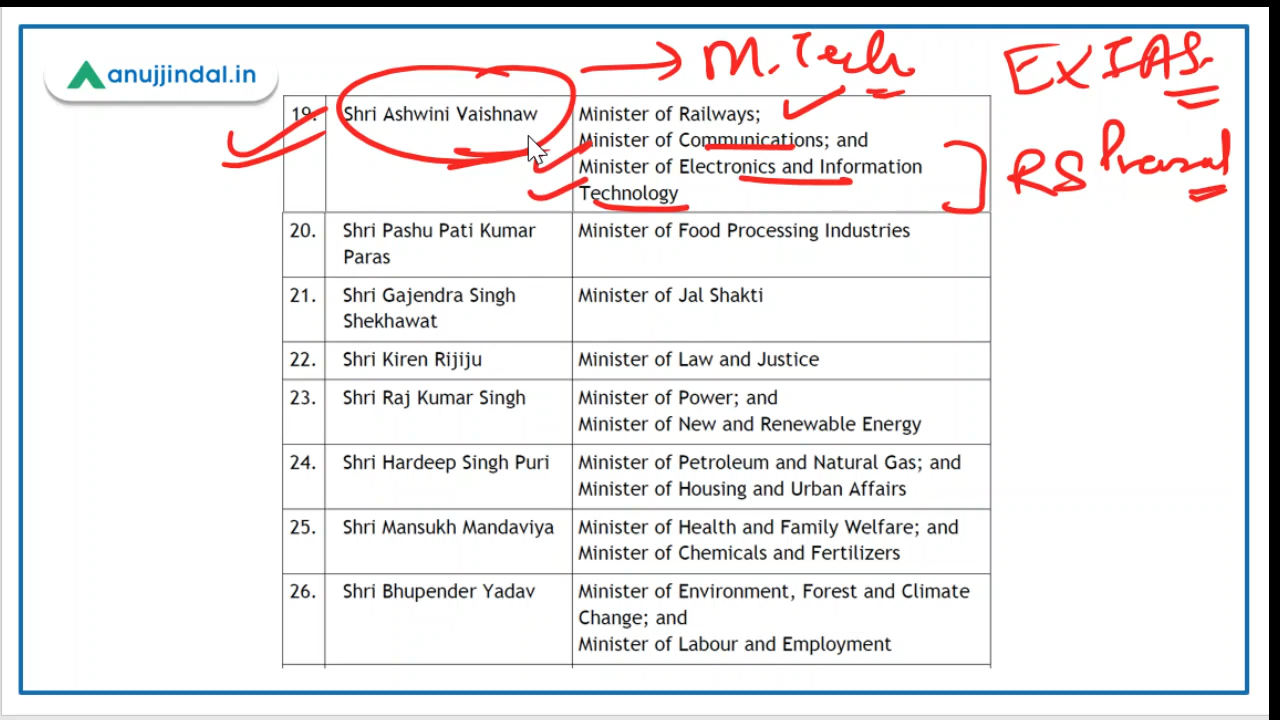 anujjindal.in
M. Tech
EX IAS.
19. Shri Ashwini Vaishnaw Minister of Railways;
Minister of Communications; and
Minister of Electronics and Information
Technology
RS Prasad
20. Shri Pashu Pati Kumar Minister of Food Processing Industries
Paras
21. Shri Gajendra Singh Minister of Jal Shakti
Shekhawat
22. Shri Kiren Rijiju Minister of Law and Justice
23. Shri Raj Kumar Singh Minister of Power; and
Minister of New and Renewable Energy
24. Shri Hardeep Singh Puri Minister of Petroleum and Natural Gas; and
Minister of Housing and Urban Affairs
25. Shri Mansukh Mandaviya Minister of Health and Family Welfare; and
Minister of Chemicals and Fertilizers
26. Shri Bhupender Yadav Minister of Environment, Forest and Climate
Change; and
Minister of Labour and Employment